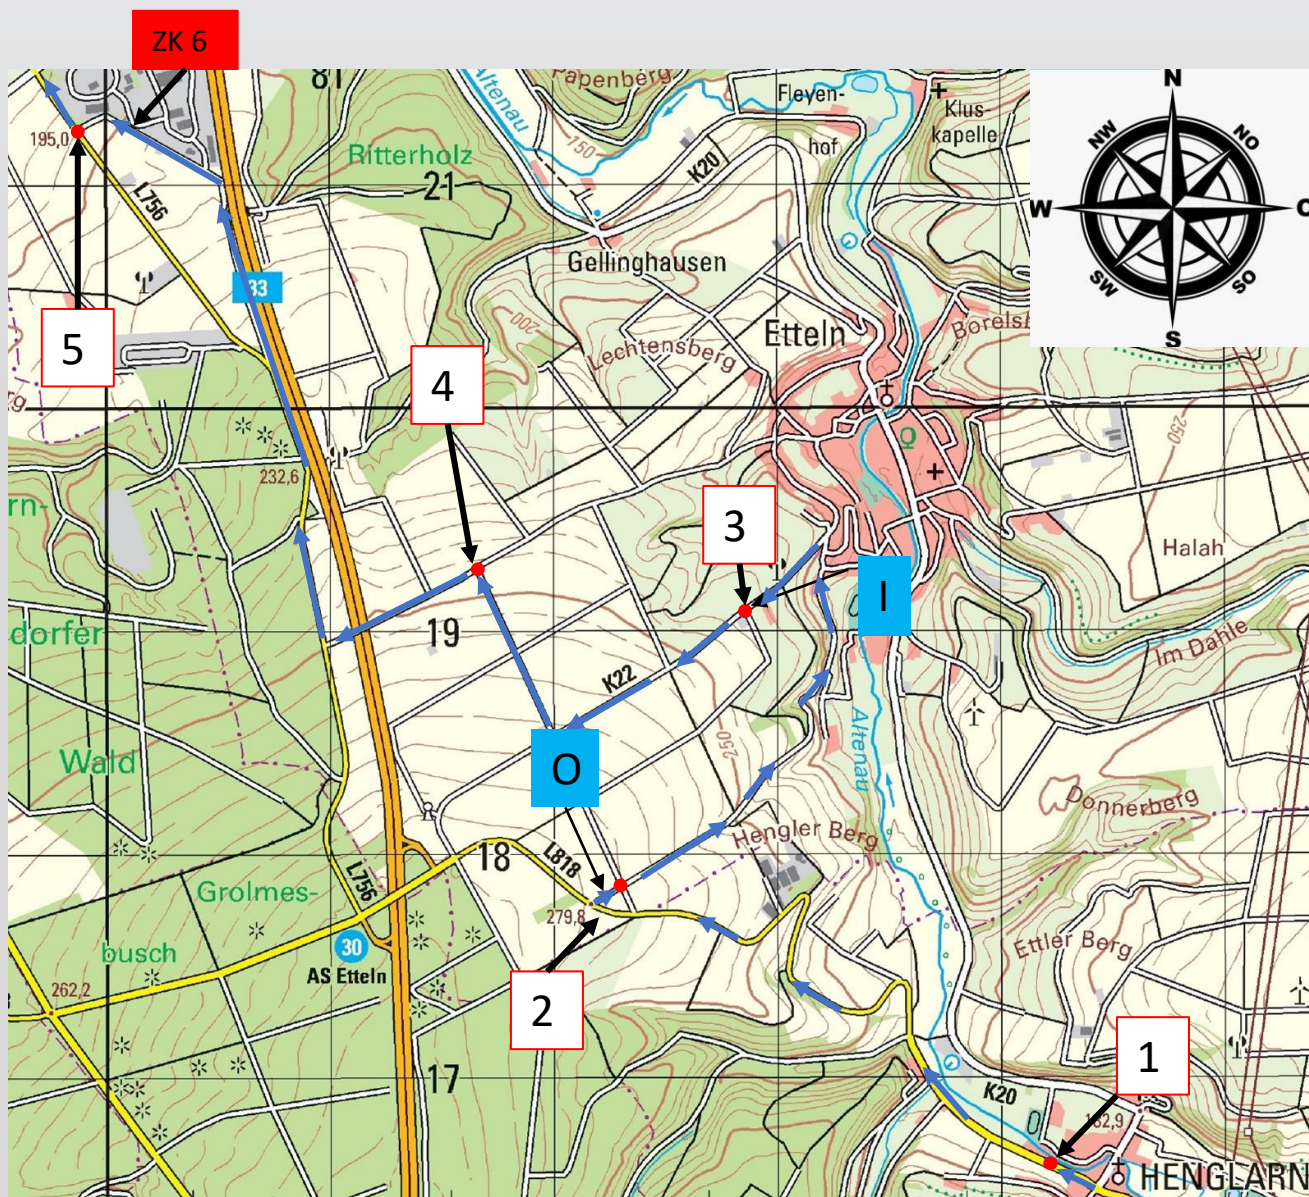 ZK 6
81
Altenau
Papenberg
Fleyen-
hof
Klus
kapelle
N
NO
O
SO
S
SW
W
NW
195,0
L756
Ritterholz
21
150
K20
Gellinghausen
33
5
4
200
Lechtensberg
Etteln
250
232,6
rn-
3
Halah
I
dorfer
19
K22
Im Dahle
Wald
O
250
Altenau
Donnerberg
Hengler Berg
L756
18
L818
Grolmes-
279,8
busch
30
AS Etteln
Ettler Berg
262,2
2
17
1
K20
HENGLARN